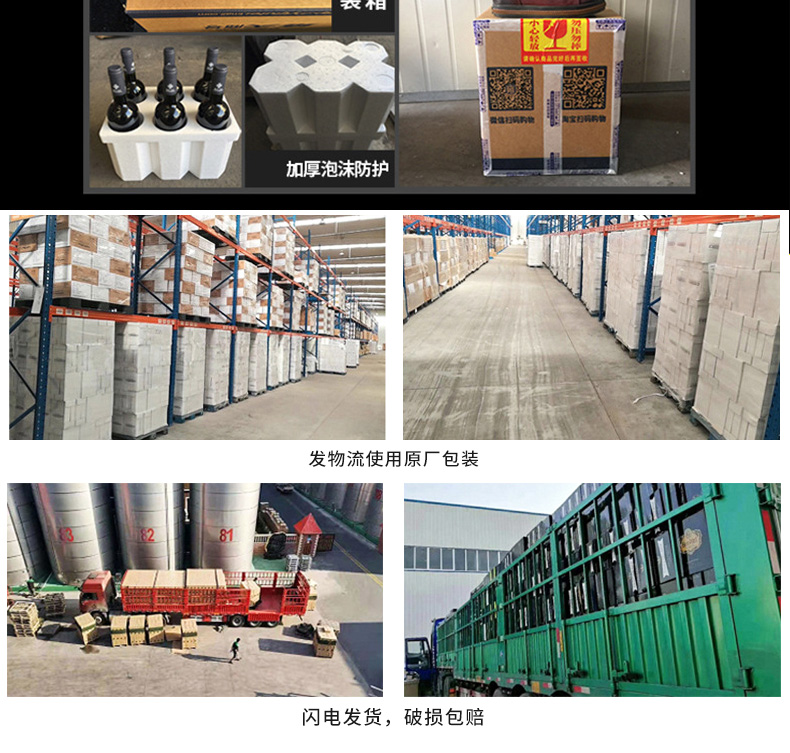 装箱
小心轻放
勿压勿摔
请确认商品完好后再签收
微信扫码购物
淘宝扫码购物
加厚泡沫防护
发物流使用原厂包装
83
82
81
闪电发货，破损包赔